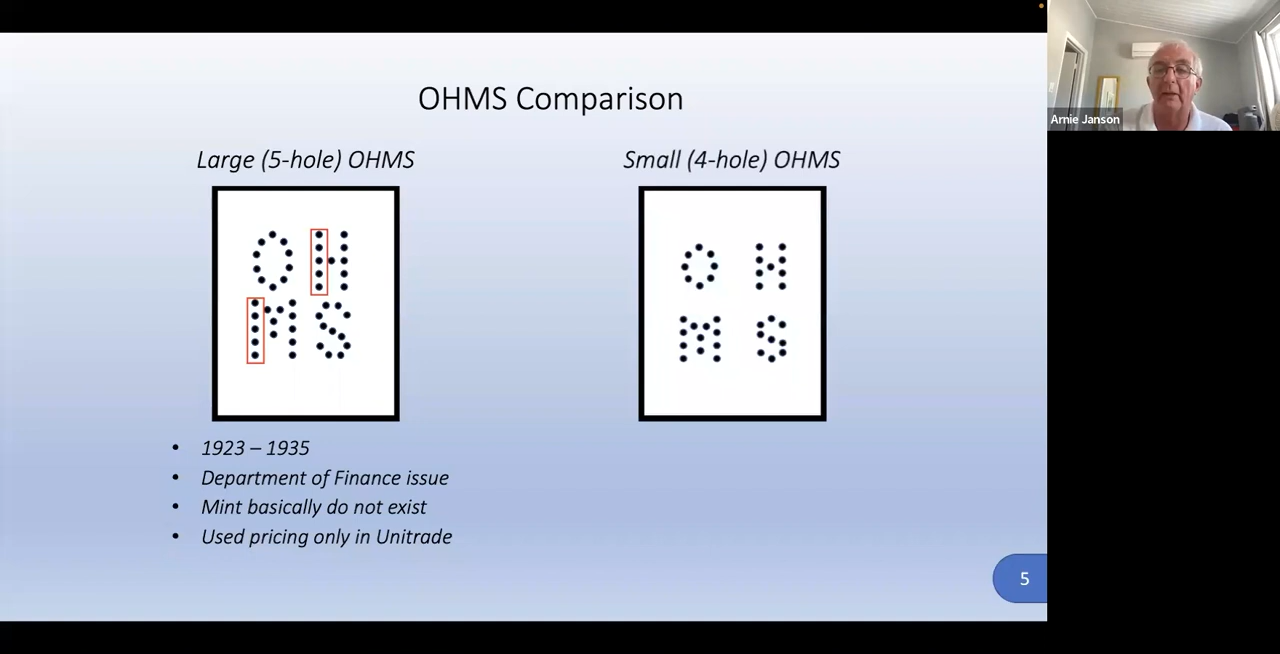 OHMS Comparison
Large (5-hole) OHMS
Small (4-hole) OHMS
O H
M S
O H
M S
• 1923 – 1935
• Department of Finance issue
• Mint basically do not exist
• Used pricing only in Unitrade
5
Arnie Janson